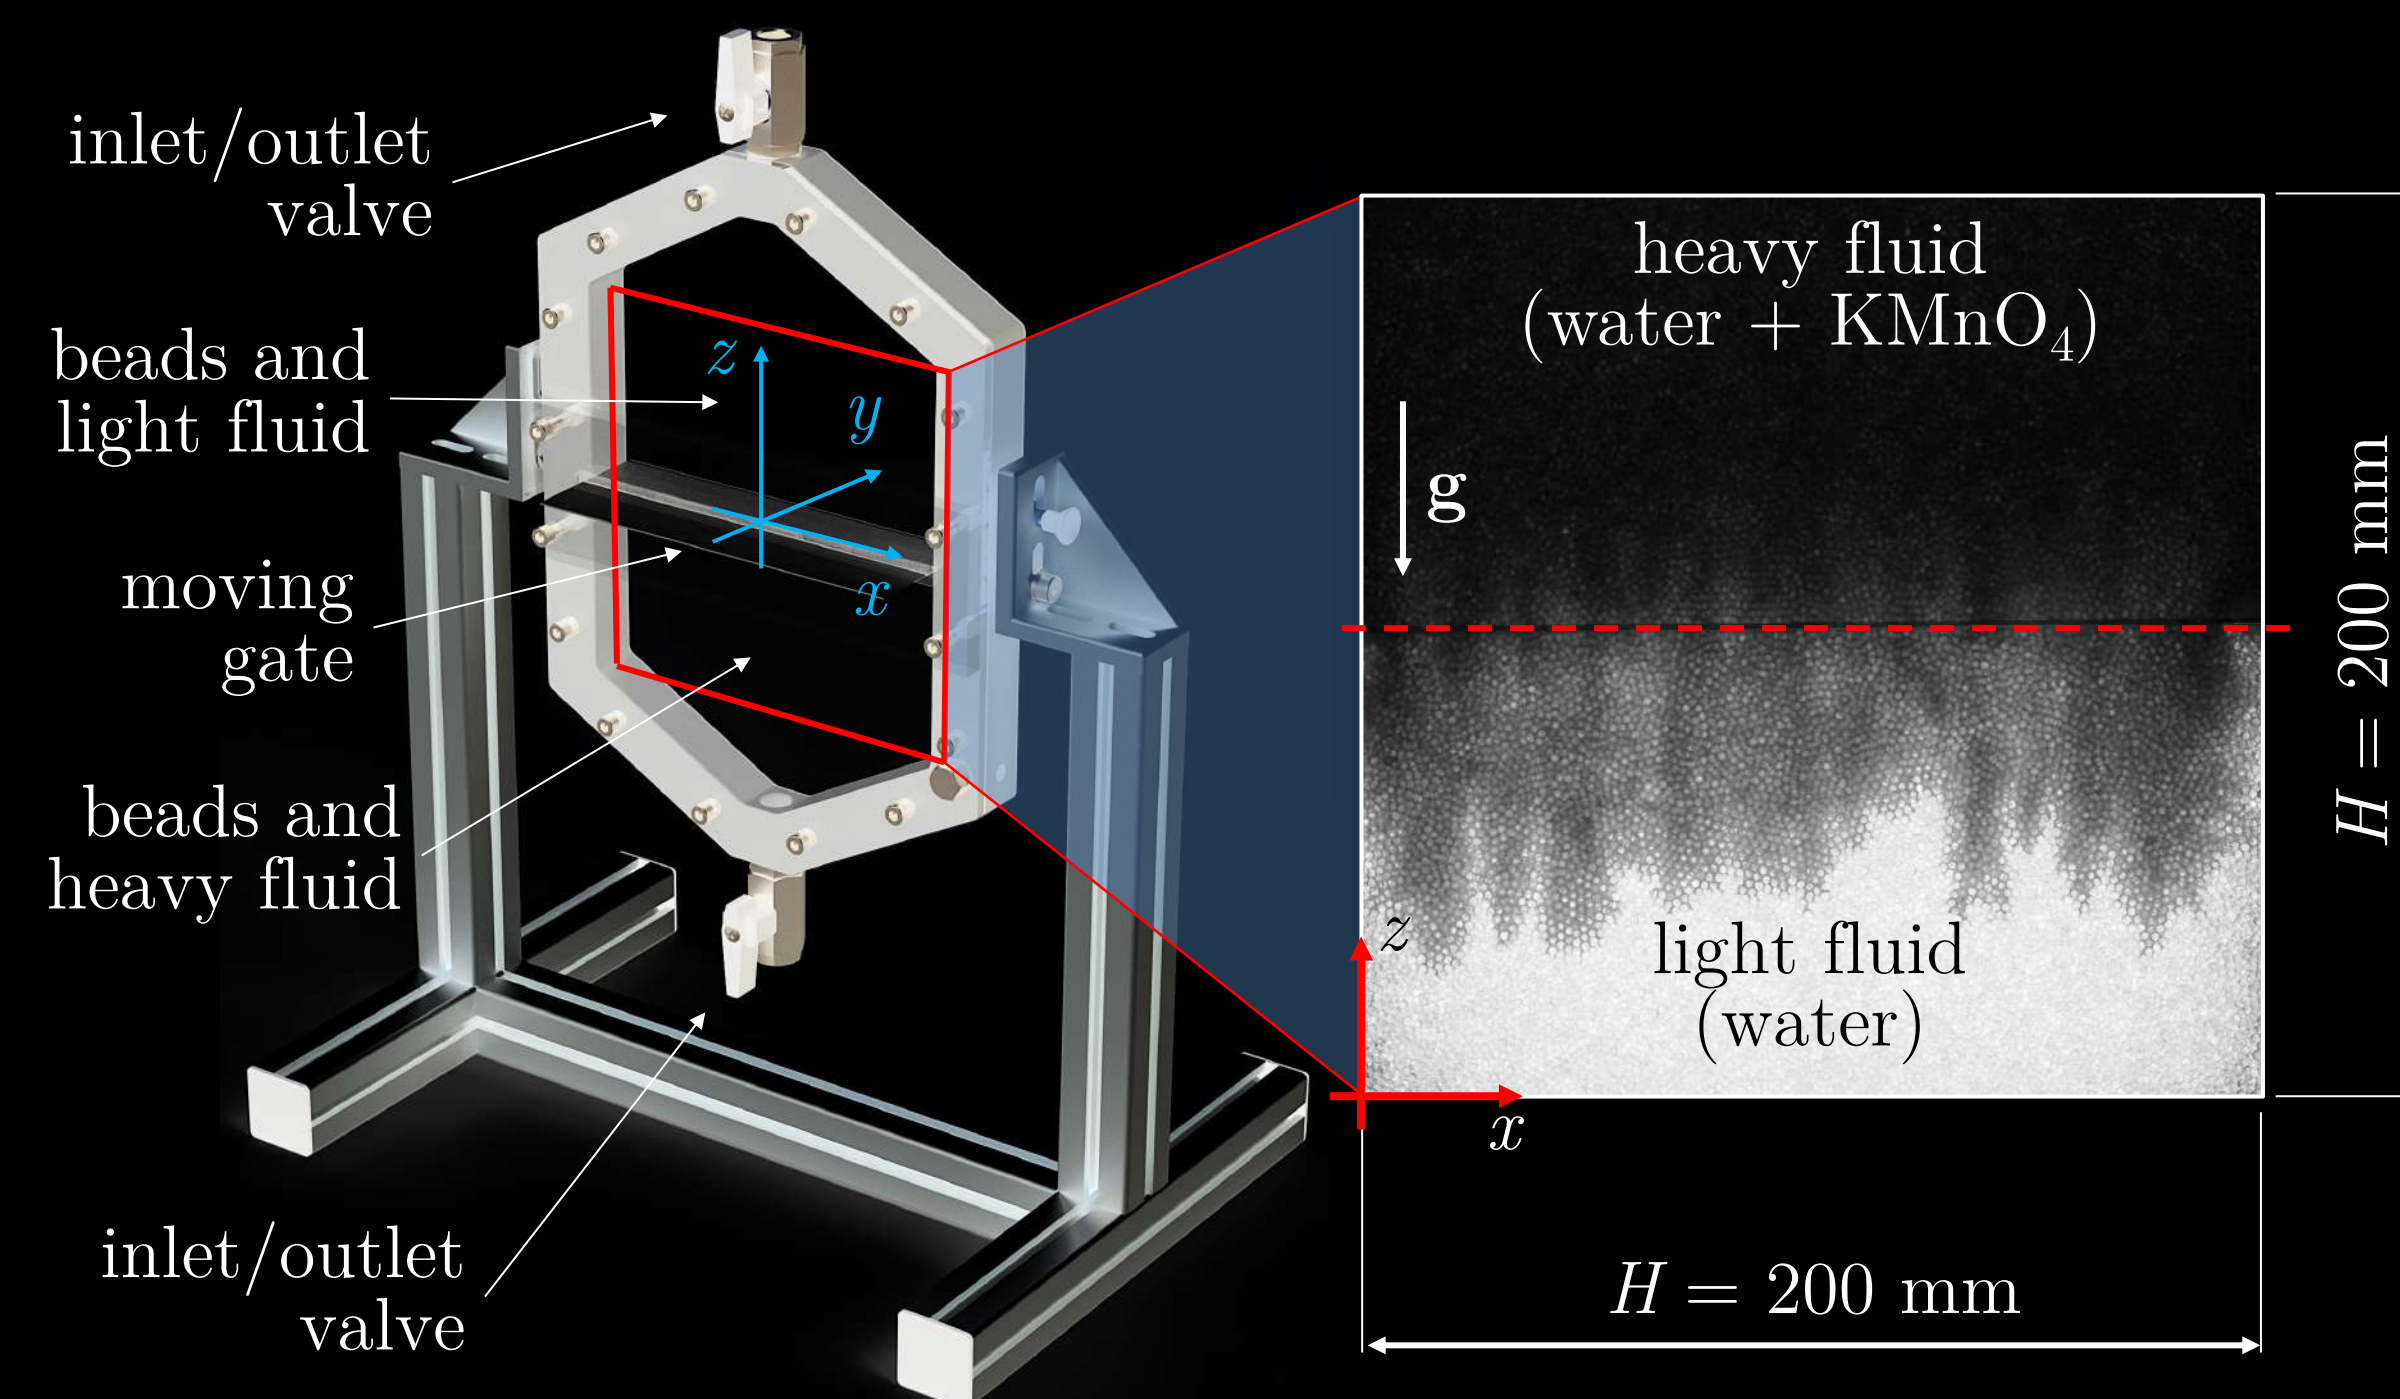 inlet/outlet
valve
beads and
light fluid
moving
gate
beads and
heavy fluid
inlet/outlet
valve
z
y
x
heavy fluid
(water + KMnO₄)
g
light fluid
(water)
z
x
H = 200 mm
H = 200 mm